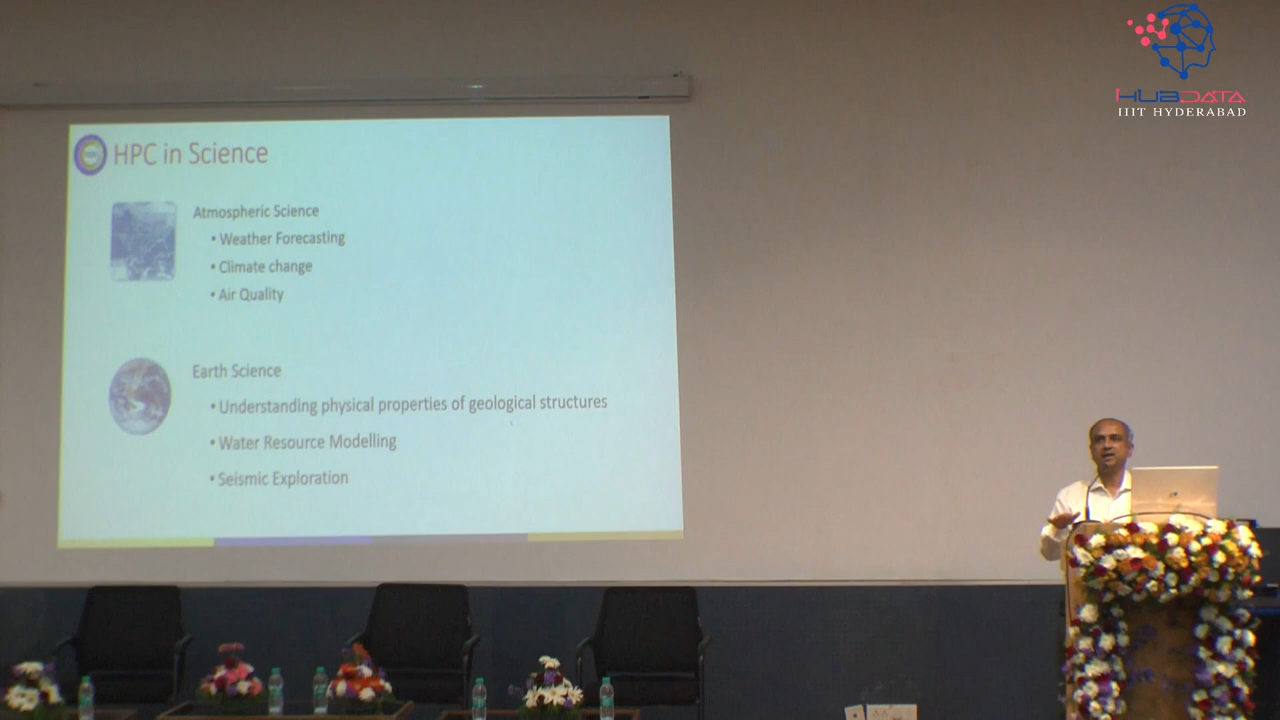 HPC in Science
Atmospheric Science
• Weather Forecasting
• Climate change
• Air Quality
Earth Science
• Understanding physical properties of geological structures
• Water Resource Modelling
• Seismic Exploration
IHUBDATA
IIIT HYDERABAD